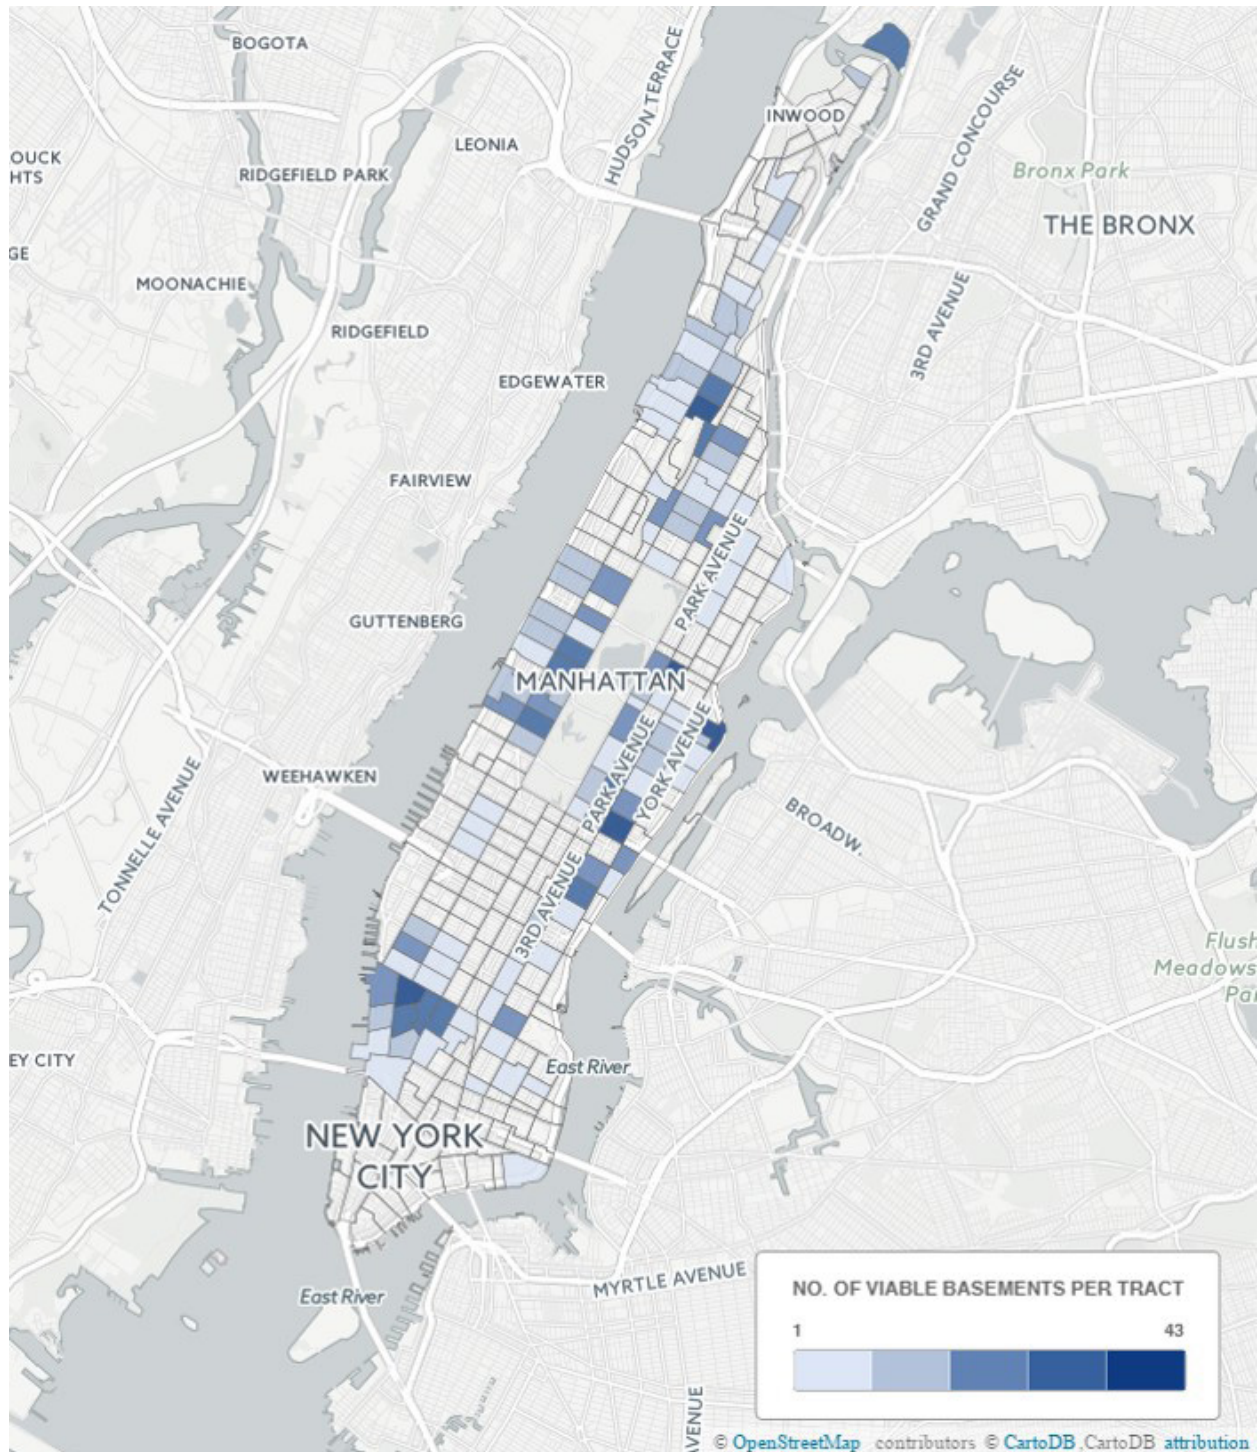 BOGOTA
HUDSON TERRACE
INWOOD
LEONIA
GRAND CONCOURSE
OUCK
HTS
RIDGEFIELD PARK
Bronx Park
THE BRONX
GE
MOONACHIE
3RD AVENUE
RIDGEFIELD
EDGEWATER
FAIRVIEW
PARK AVENUE
GUTTENBERG
MANHATTAN
PARK AVENUE
YORK AVENUE
WEEHAWKEN
TONNELLE AVENUE
BROADW.
3RD AVENUE
Flush
Meadows
Par
EY CITY
East River
NEW YORK
CITY
MYRTLE AVENUE
East River
NO. OF VIABLE BASEMENTS PER TRACT
1 43
AVENUE
© OpenStreetMap contributors © CartoDB , CartoDB attribution